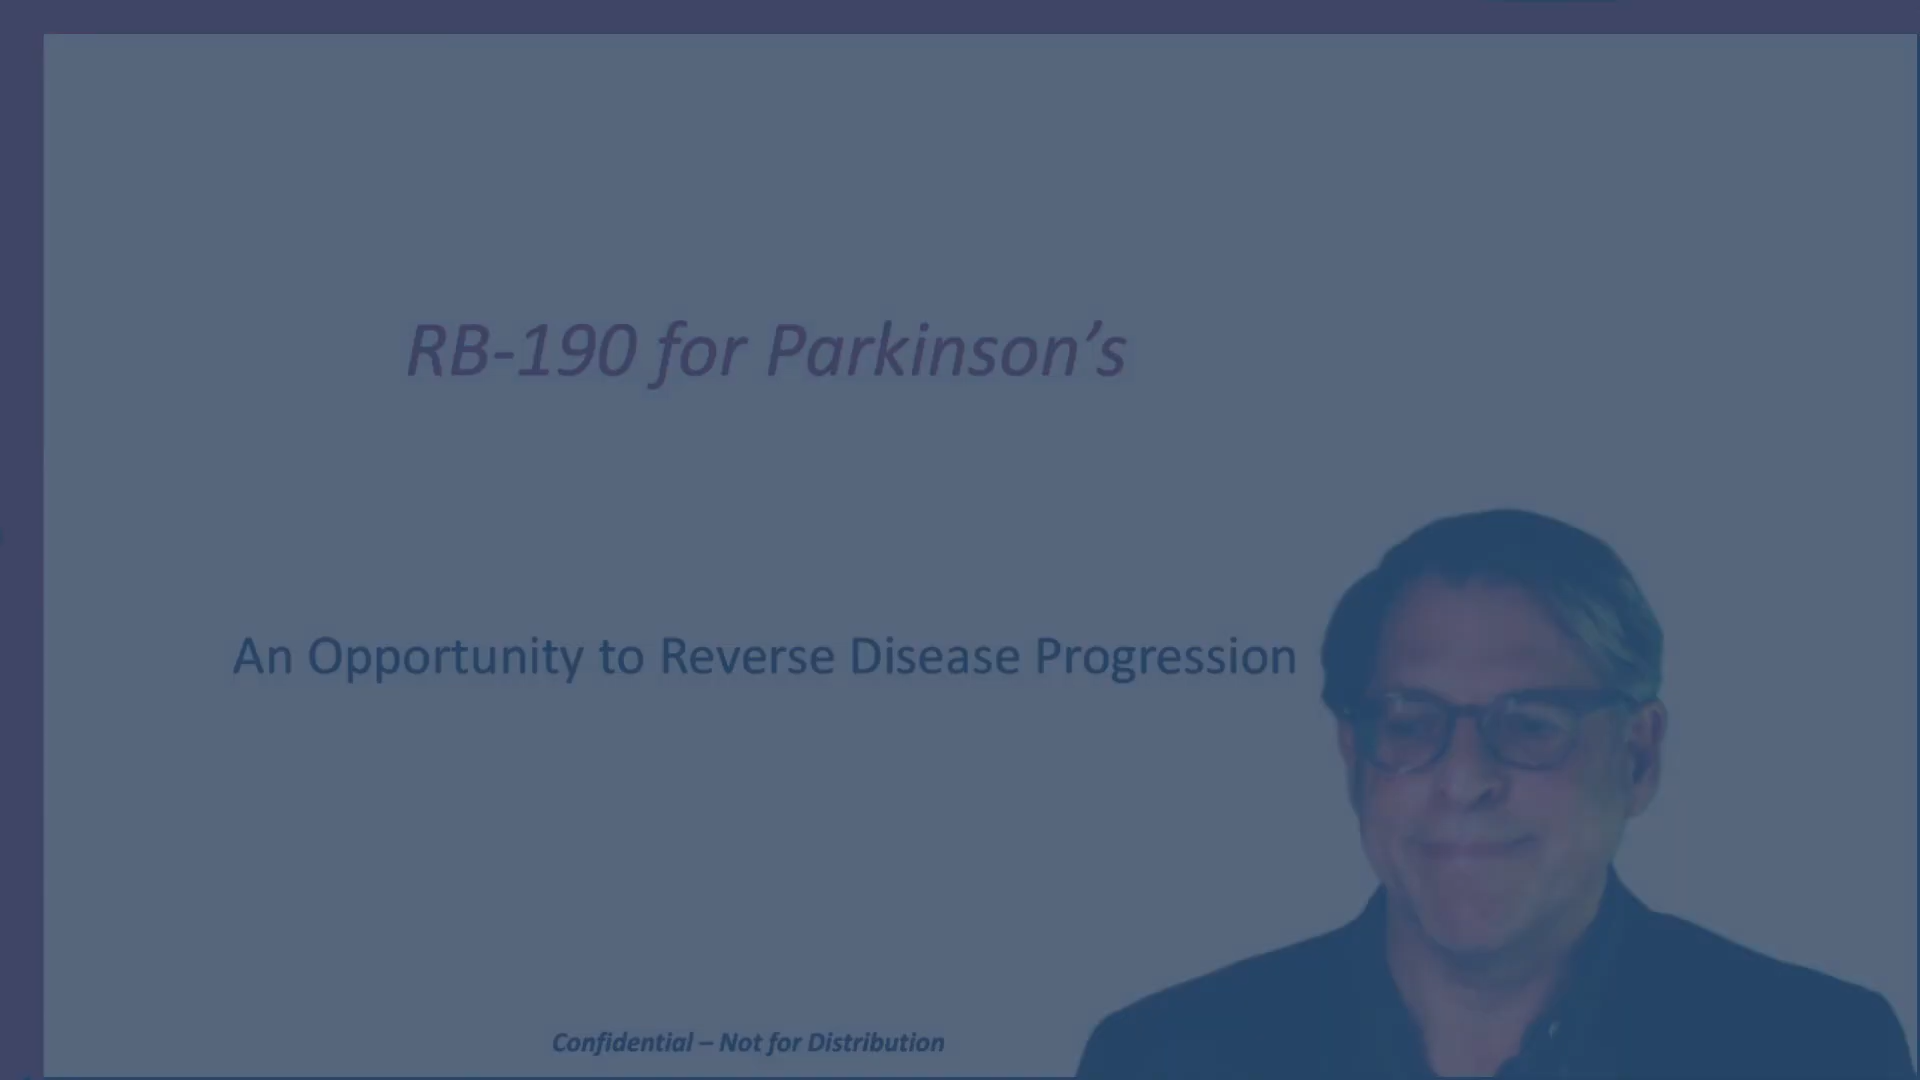 RB-190 for Parkinson’s
An Opportunity to Reverse Disease Progression
Confidential – Not for Distribution